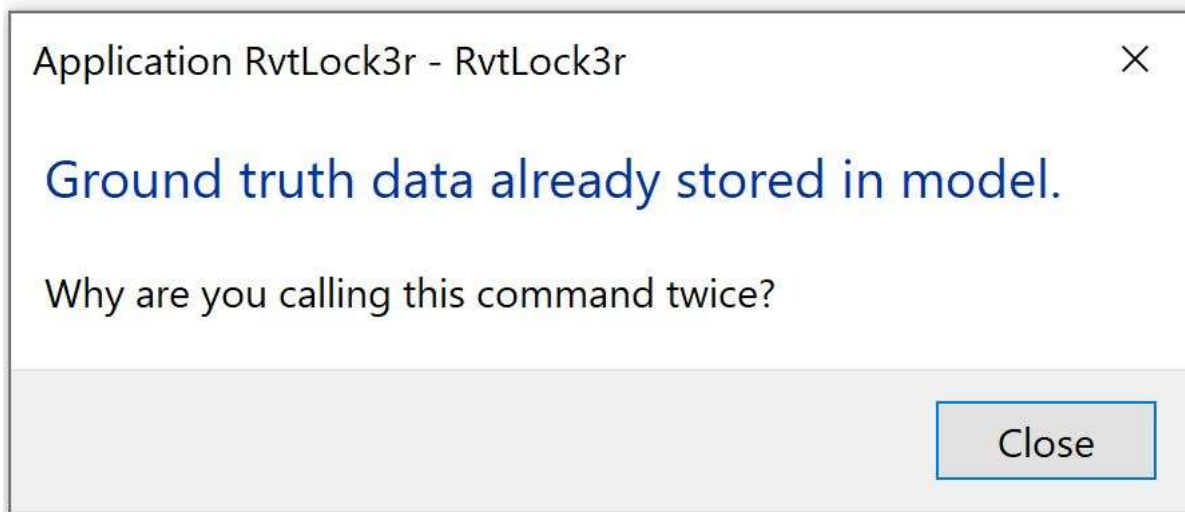 Application RvtLock3r - RvtLock3r
Ground truth data already stored in model.
Why are you calling this command twice?
Close